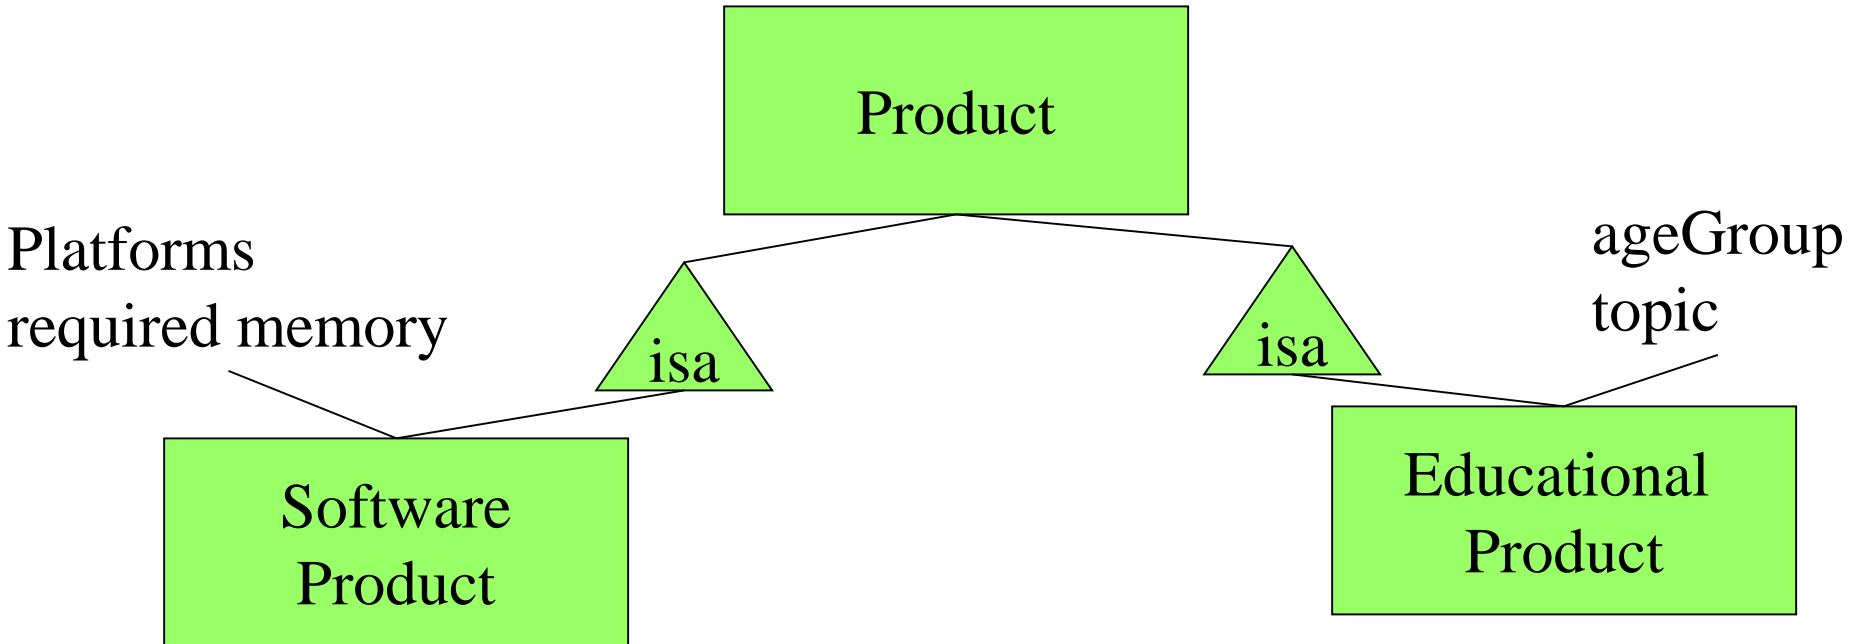 Product
Platforms
required memory
isa
isa
ageGroup
topic
Software
Product
Educational
Product